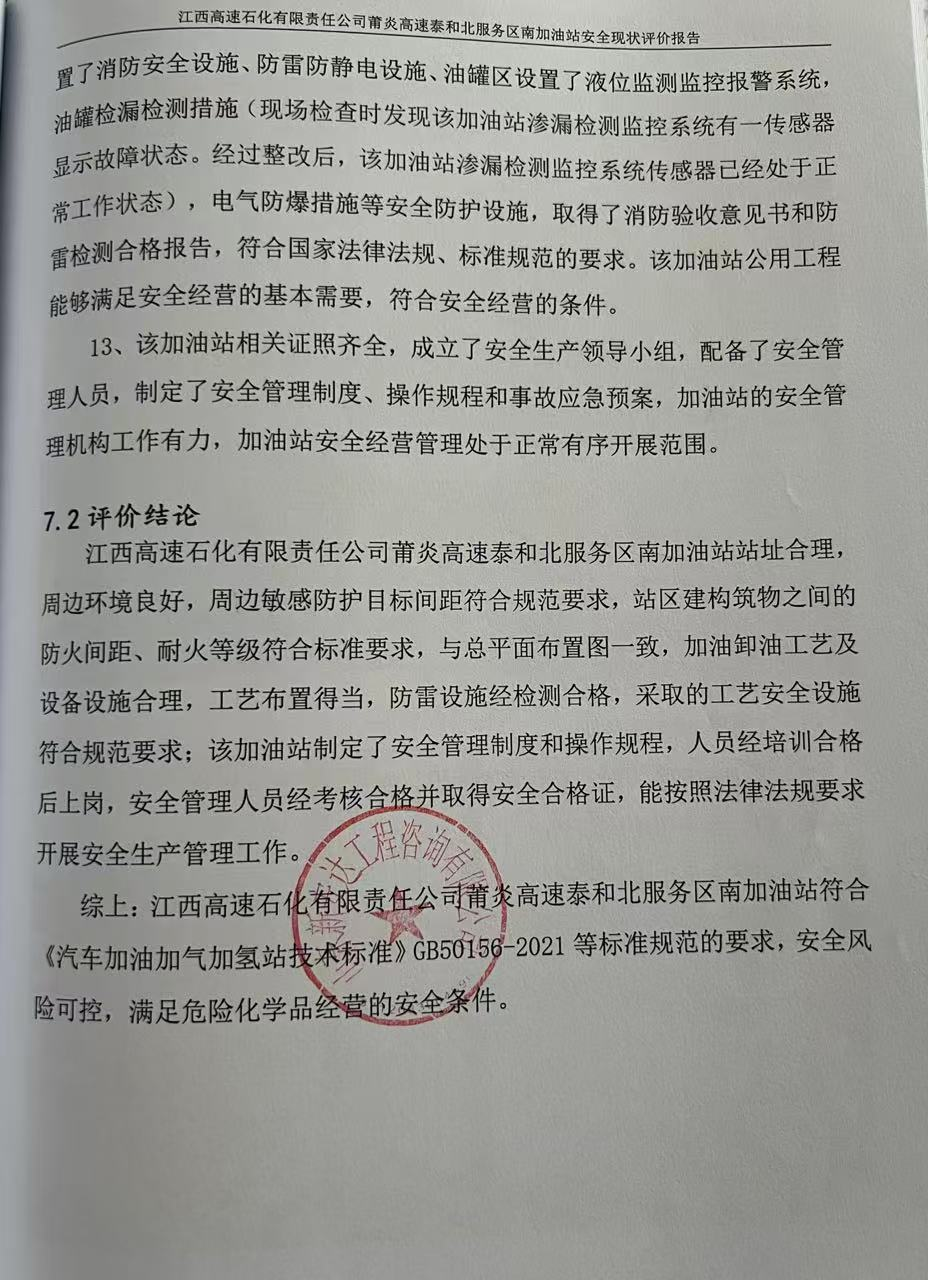 江西高速石化有限责任公司莆炎高速泰和北服务区南加油站安全现状评价报告
置了消防安全设施、防雷防静电设施、油罐区设置了液位监测监控报警系统，
油罐检漏检测措施（现场检查时发现该加油站渗漏检测监控系统有一传感器
显示故障状态。经过整改后，该加油站渗漏检测监控系统传感器已经处于正
常工作状态），电气防爆措施等安全防护设施，取得了消防验收意见书和防
雷检测合格报告，符合国家法律法规、标准规范的要求。该加油站公用工程
能够满足安全经营的基本需要，符合安全经营的条件。
13、该加油站相关证照齐全，成立了安全生产领导小组，配备了安全管
理人员，制定了安全管理制度、操作规程和事故应急预案，加油站的安全管
理机构工作有力，加油站安全经营管理处于正常有序开展范围。
7.2评价结论
江西高速石化有限责任公司莆炎高速泰和北服务区南加油站站址合理，
周边环境良好，周边敏感防护目标间距符合规范要求，站区建构筑物之间的
防火间距、耐火等级符合标准要求，与总平面布置图一致，加油卸油工艺及
设备设施合理，工艺布置得当，防雷设施经检测合格，采取的工艺安全设施
符合规范要求；该加油站制定了安全管理制度和操作规程，人员经培训合格
后上岗，安全管理人员经考核合格并取得安全合格证，能按照法律法规要求
开展安全生产管理工作。
综上：江西高速石化有限责任公司莆炎高速泰和北服务区南加油站符合
《汽车加油加气加氢站技术标准》GB50156-2021等标准规范的要求，安全风
险可控，满足危险化学品经营的安全条件。
安达工程咨询有限公司